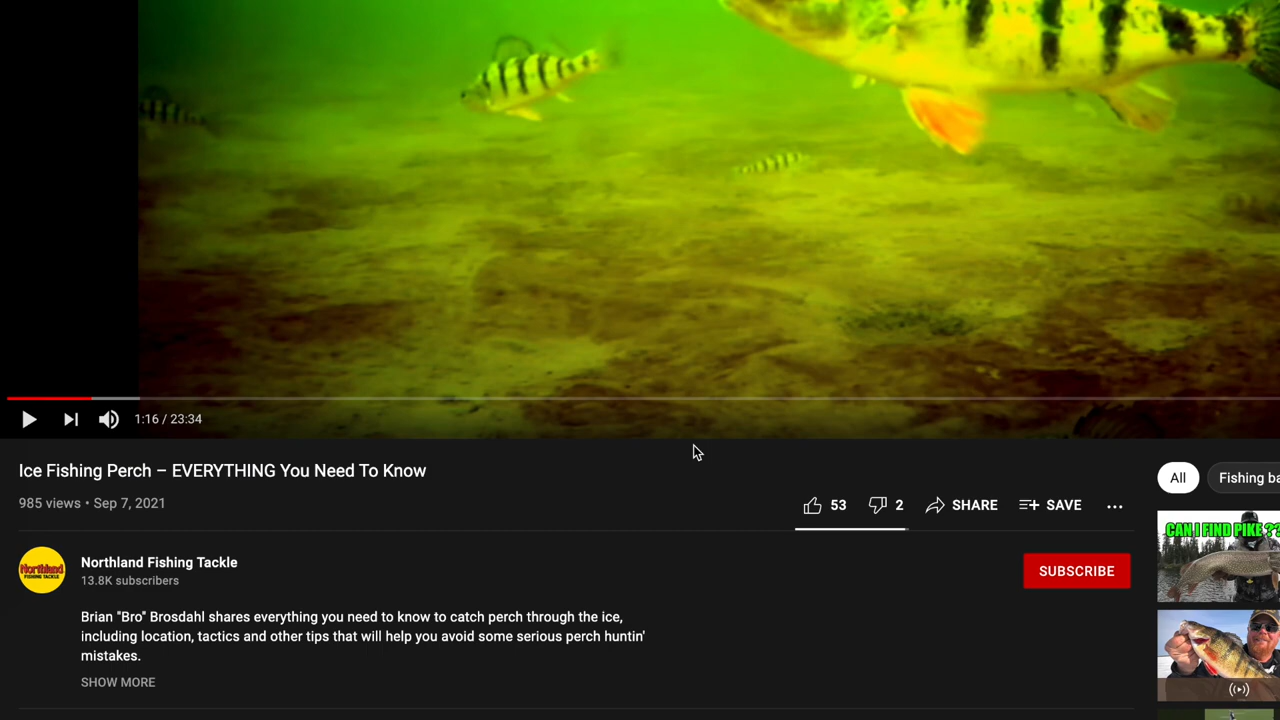 1:16 / 23:34
Ice Fishing Perch – EVERYTHING You Need To Know
985 views • Sep 7, 2021
53
2
SHARE
SAVE
All
Fishing ba
CAN I FIND PIKE ??
Northland
FISHING TACKLE
Northland Fishing Tackle
13.8K subscribers
SUBSCRIBE
Brian "Bro" Brosdahl shares everything you need to know to catch perch through the ice,
including location, tactics and other tips that will help you avoid some serious perch huntin'
mistakes.
SHOW MORE